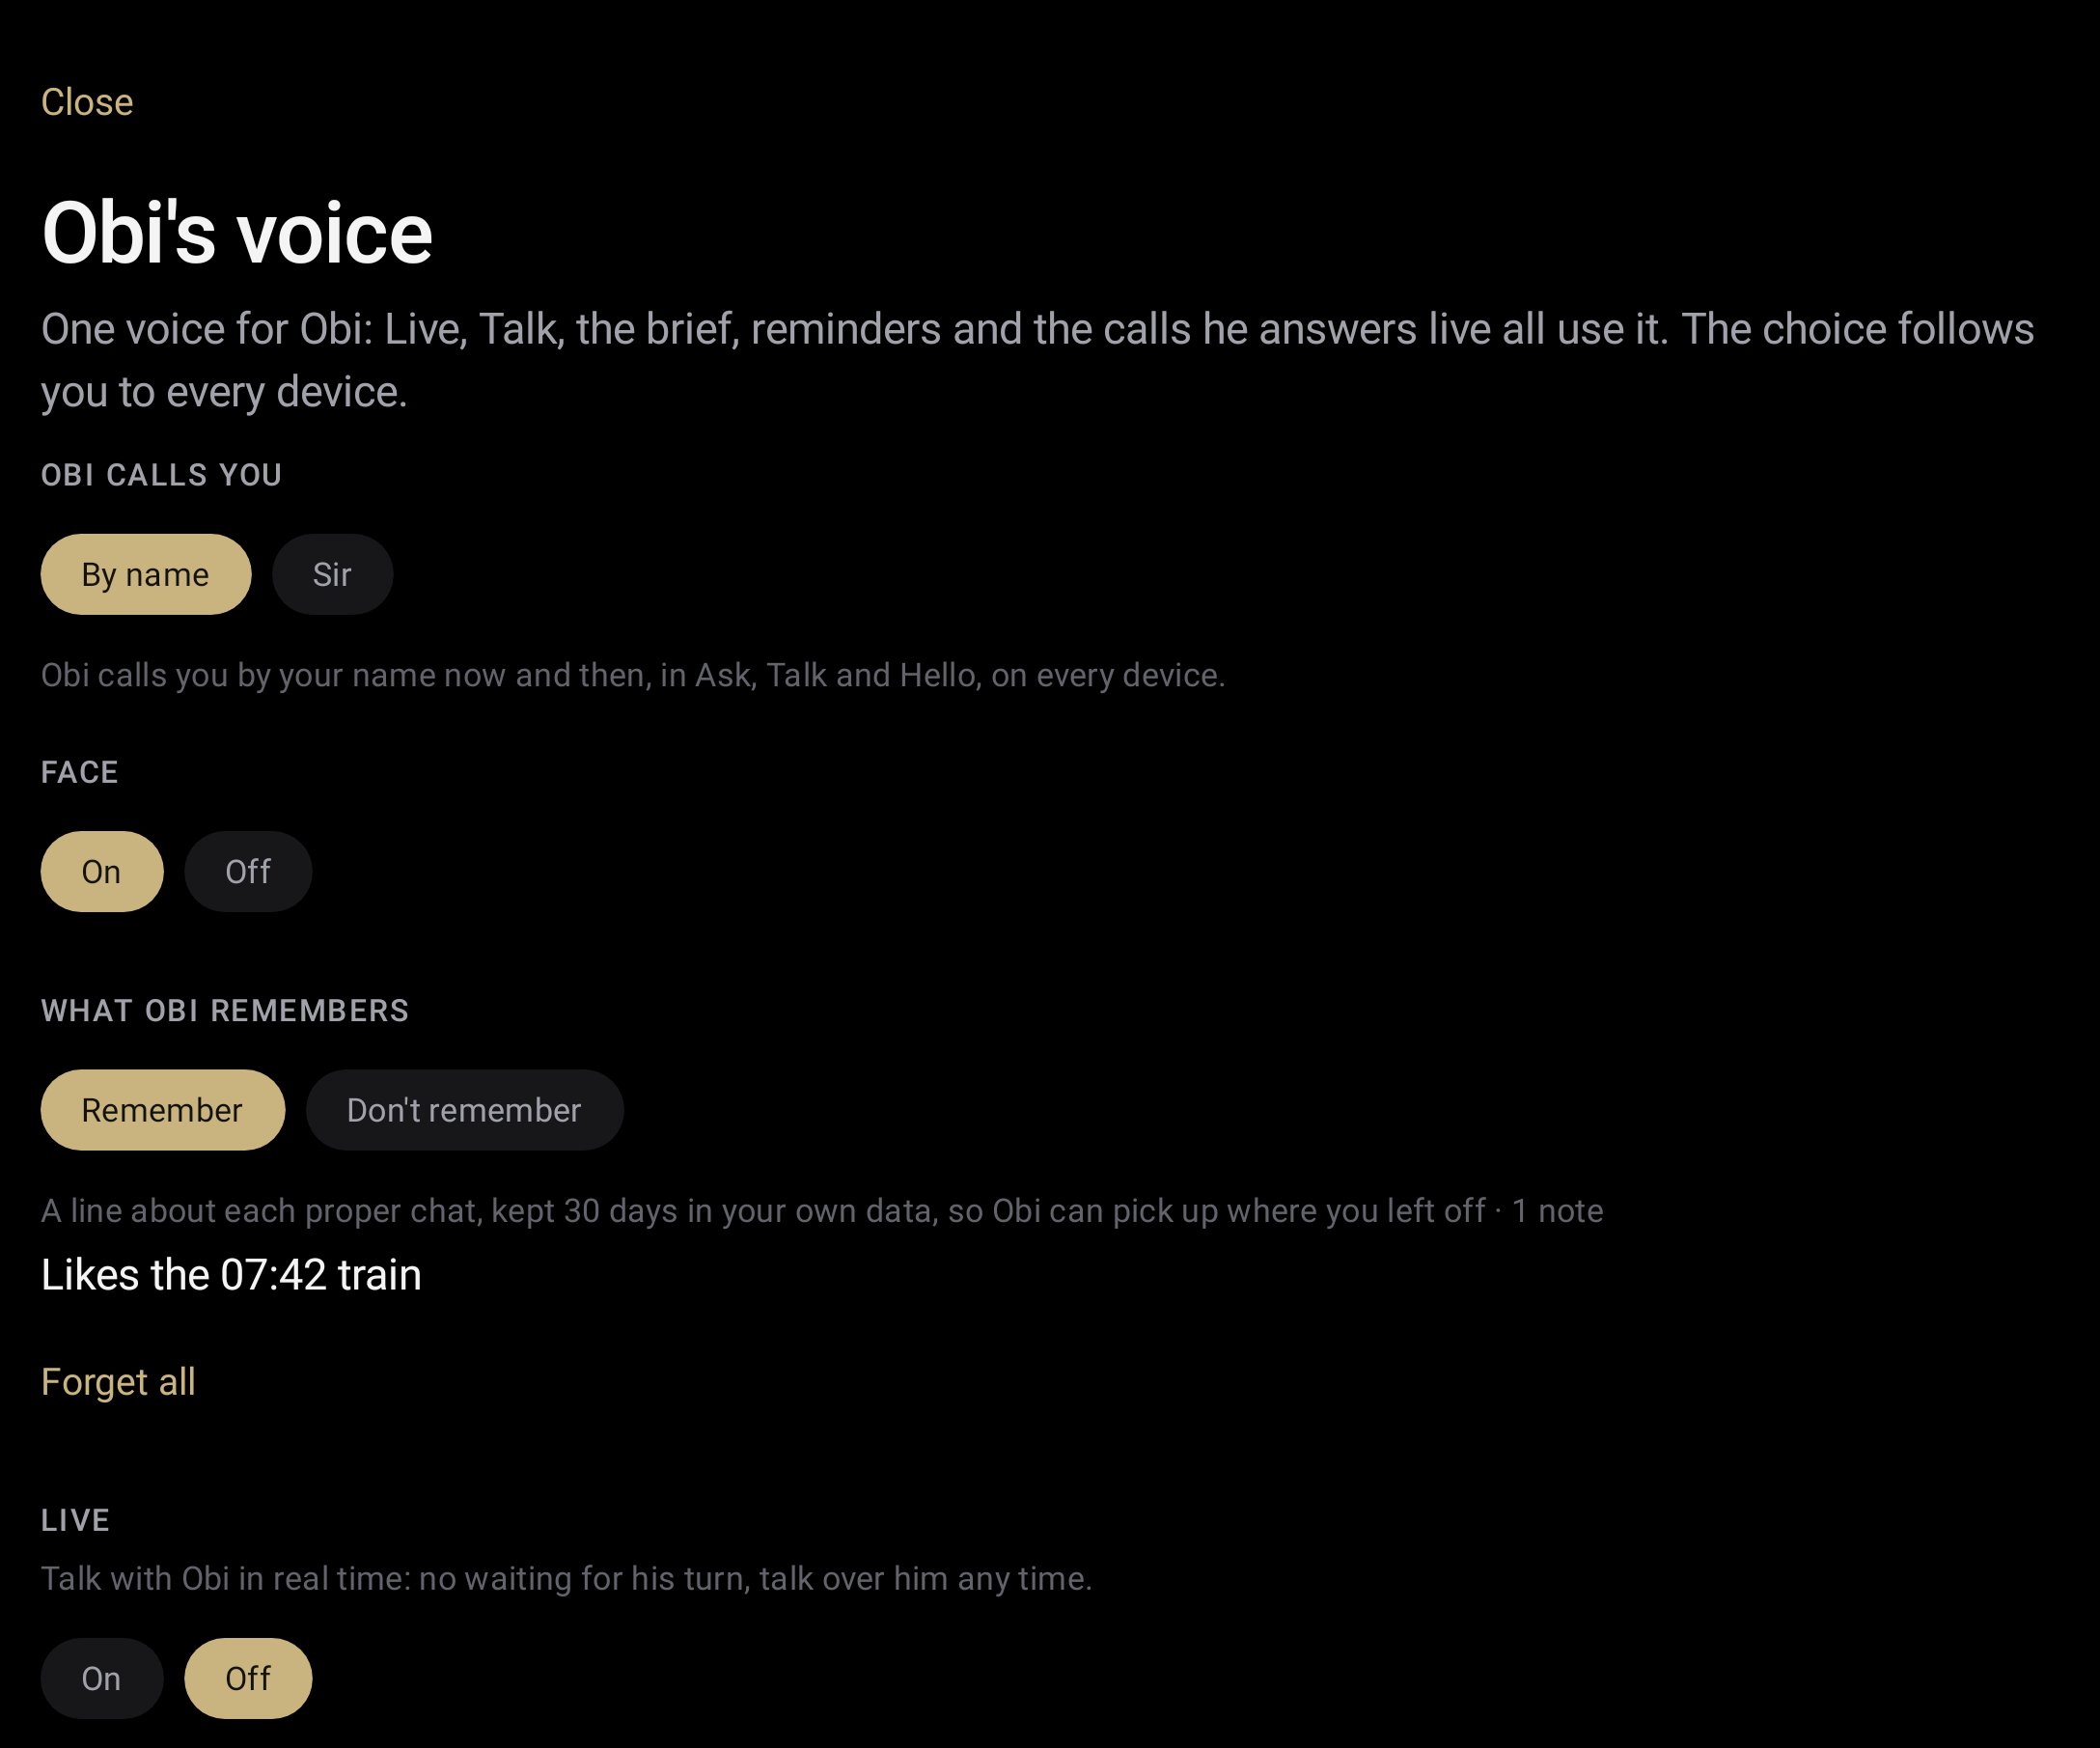 Close
Obi's voice
One voice for Obi: Live, Talk, the brief, reminders and the calls he answers live all use it. The choice follows
you to every device.
OBI CALLS YOU
By name Sir
Obi calls you by your name now and then, in Ask, Talk and Hello, on every device.
FACE
On Off
WHAT OBI REMEMBERS
Remember Don't remember
A line about each proper chat, kept 30 days in your own data, so Obi can pick up where you left off · 1 note
Likes the 07:42 train
Forget all
LIVE
Talk with Obi in real time: no waiting for his turn, talk over him any time.
On Off